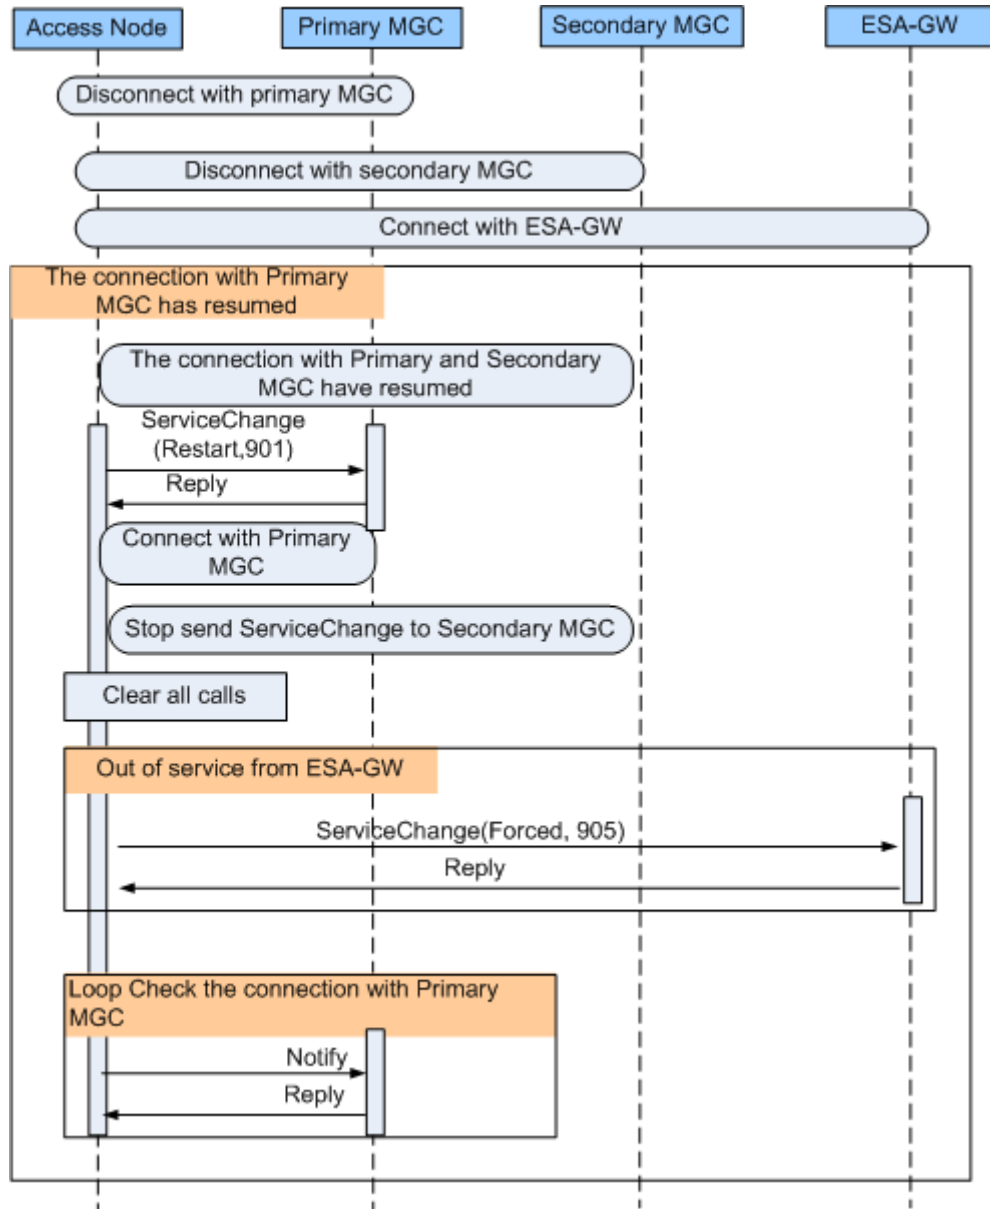 Access Node
Primary MGC
Secondary MGC
ESA-GW
Disconnect with primary MGC
Disconnect with secondary MGC
Connect with ESA-GW
The connection with Primary
MGC has resumed
The connection with Primary and Secondary
MGC have resumed
ServiceChange
(Restart,901)
Reply
Connect with Primary
MGC
Stop send ServiceChange to Secondary MGC
Clear all calls
Out of service from ESA-GW
ServiceChange(Forced, 905)
Reply
Loop Check the connection with Primary
MGC
Notify
Reply